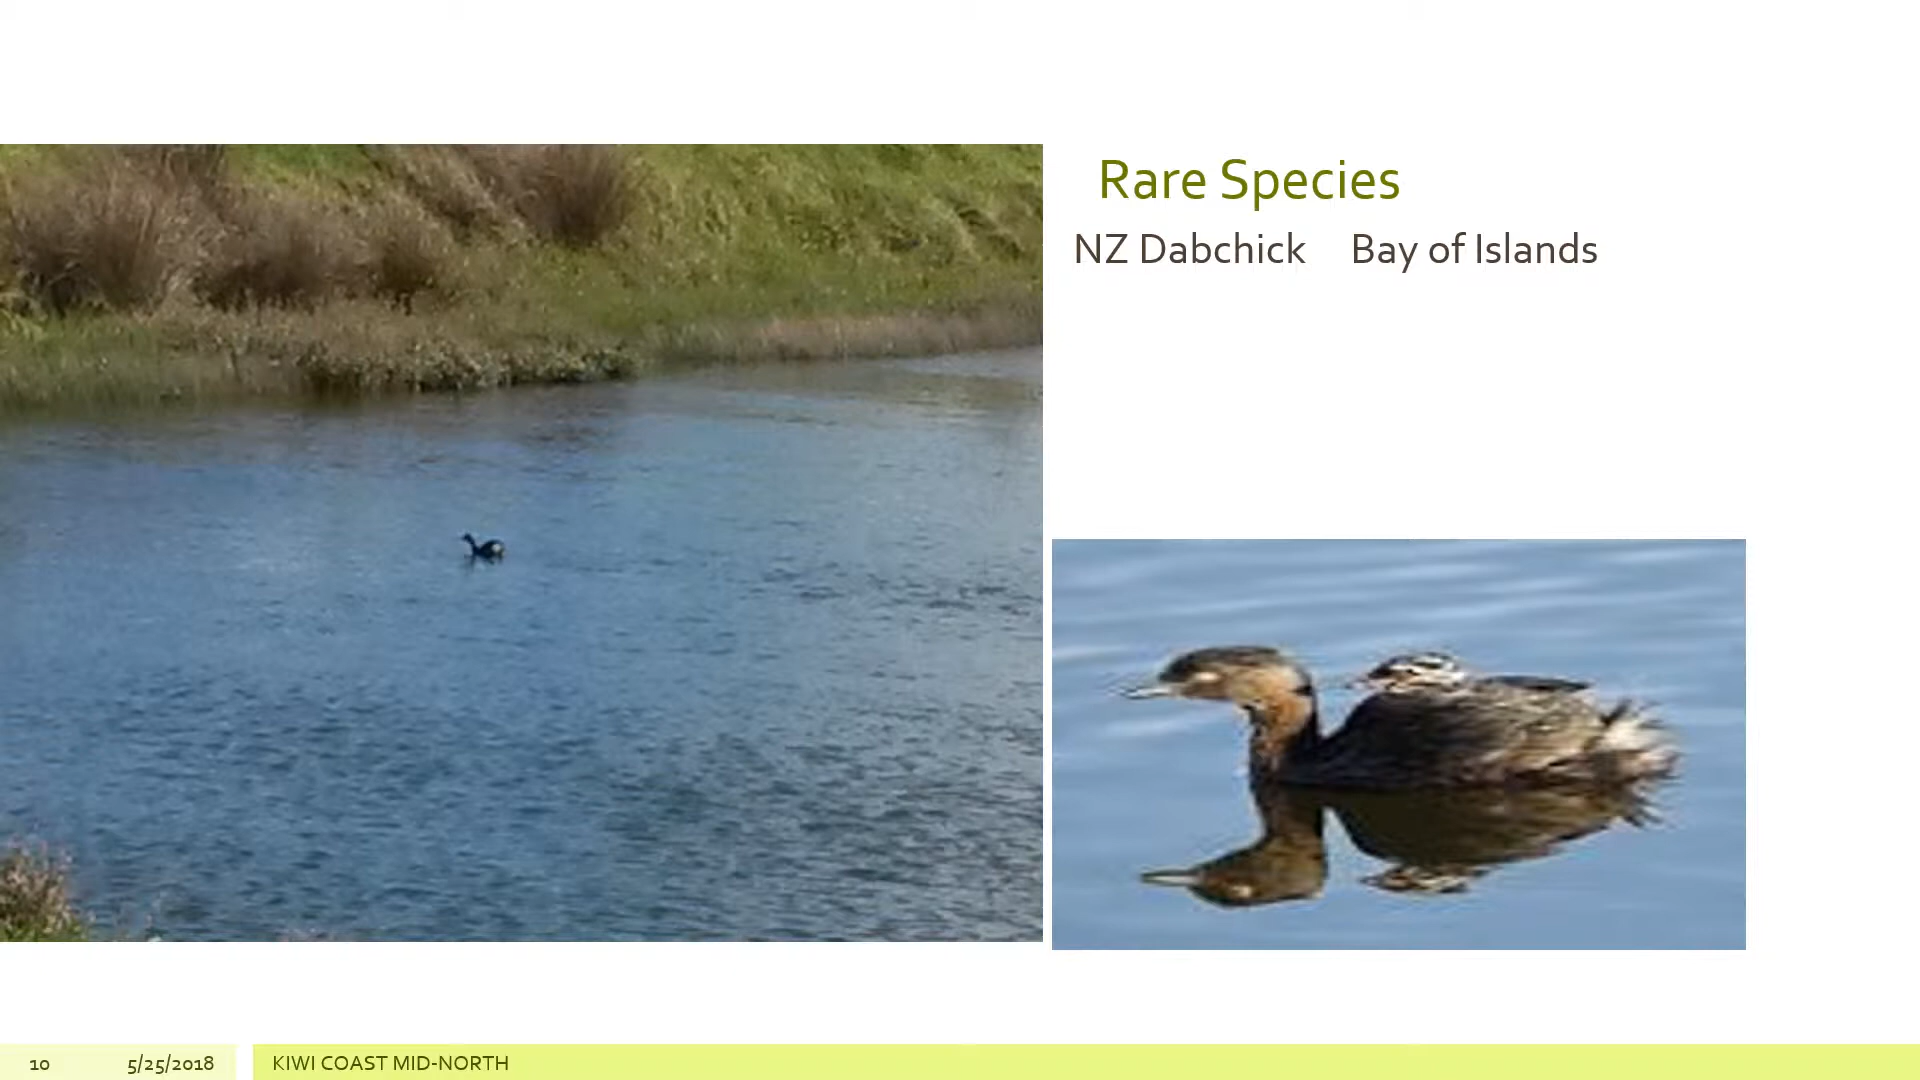 Rare Species
NZ Dabchick Bay of Islands
10 5/25/2018 KIWI COAST MID-NORTH